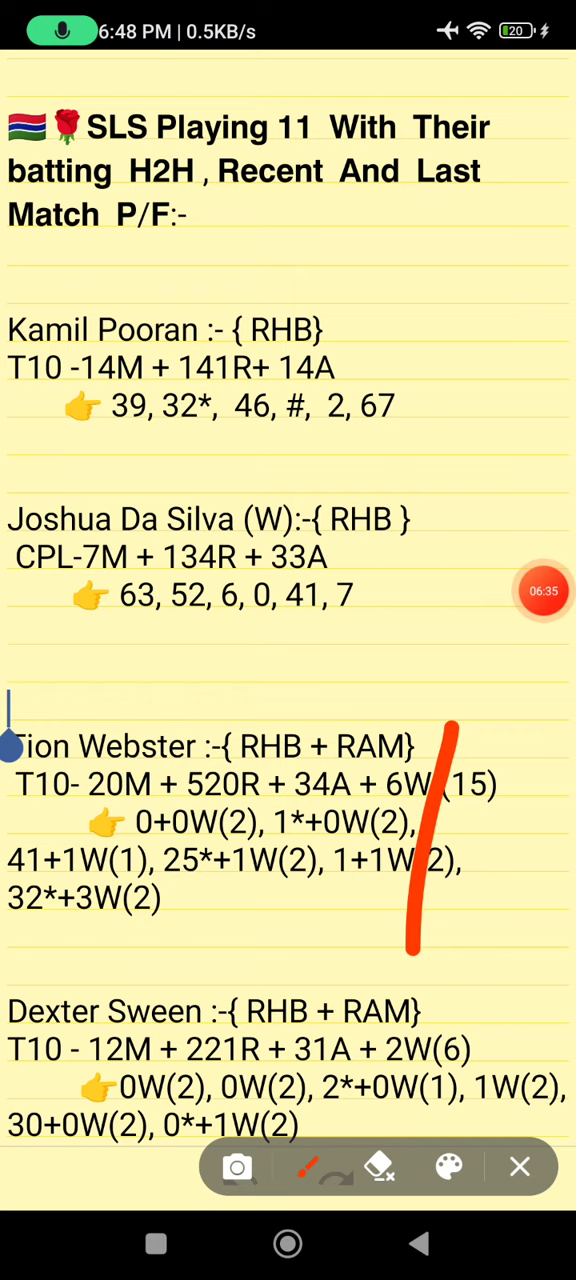 6:48 PM | 0.5KB/s
20
🇬🇲🌹SLS Playing 11 With Their
batting H2H , Recent And Last
Match P/F:-
Kamil Pooran :- { RHB}
T10 -14M + 141R+ 14A
👉 39, 32*, 46, #, 2, 67
Joshua Da Silva (W):-{ RHB }
CPL-7M + 134R + 33A
👉 63, 52, 6, 0, 41, 7
06:35
Tion Webster :-{ RHB + RAM}
T10- 20M + 520R + 34A + 6W (15)
👉 0+0W(2), 1*+0W(2),
41+1W(1), 25*+1W(2), 1+1W(2),
32*+3W(2)
Dexter Sween :-{ RHB + RAM}
T10 - 12M + 221R + 31A + 2W(6)
👉0W(2), 0W(2), 2*+0W(1), 1W(2),
30+0W(2), 0*+1W(2)